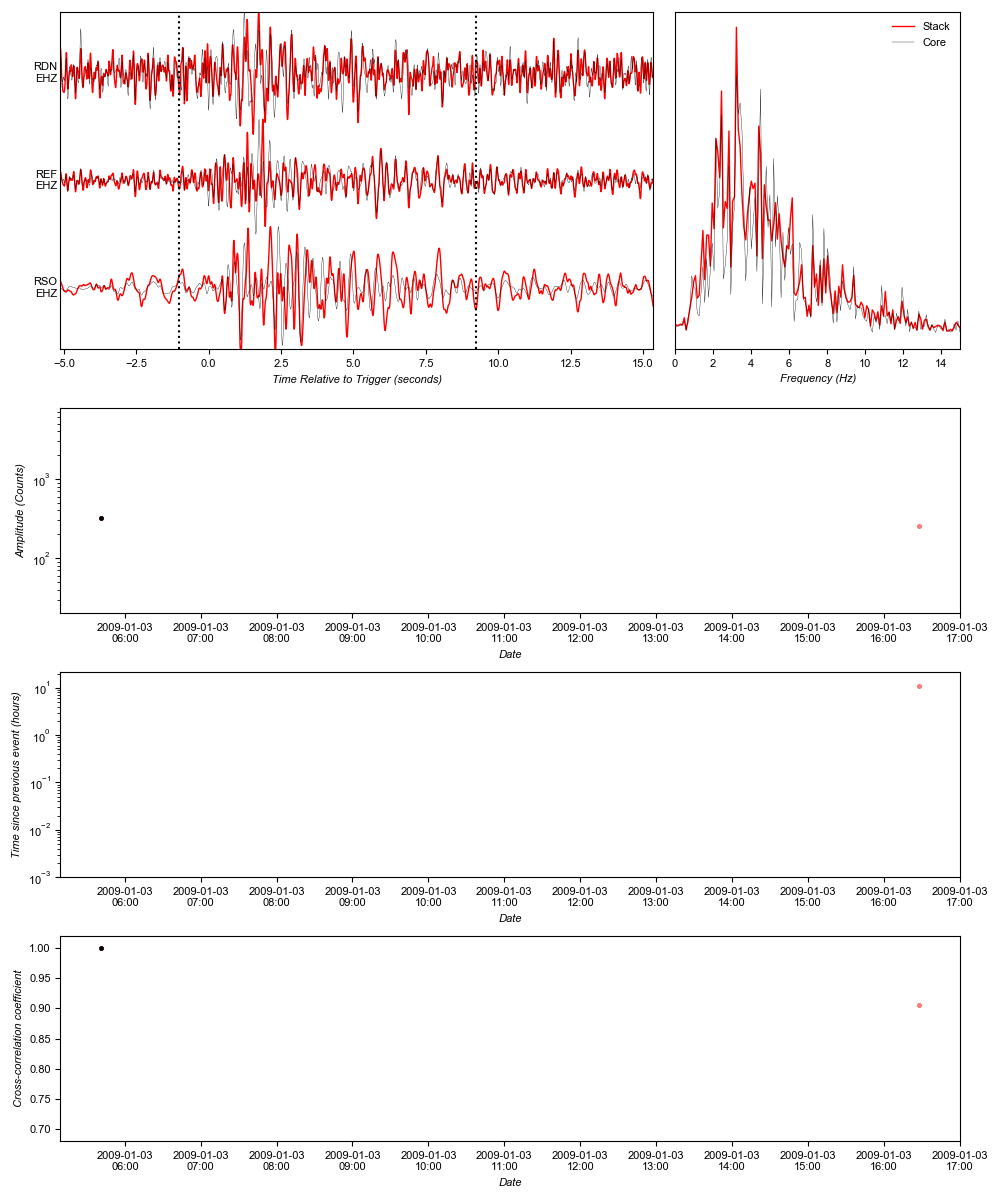 RDN
EHZ
REF
EHZ
RSO
EHZ
−5.0 −2.5 0.0 2.5 5.0 7.5 10.0 12.5 15.0
Time Relative to Trigger (seconds)
Stack
Core
0 2 4 6 8 10 12 14
Frequency (Hz)
10³
10²
Amplitude (Counts)
2009-01-03 2009-01-03 2009-01-03 2009-01-03 2009-01-03 2009-01-03 2009-01-03 2009-01-03 2009-01-03 2009-01-03 2009-01-03 2009-01-03
06:00 07:00 08:00 09:00 10:00 11:00 12:00 13:00 14:00 15:00 16:00 17:00
Date
10¹
10⁰
10⁻¹
10⁻²
10⁻³
Time since previous event (hours)
2009-01-03 2009-01-03 2009-01-03 2009-01-03 2009-01-03 2009-01-03 2009-01-03 2009-01-03 2009-01-03 2009-01-03 2009-01-03 2009-01-03
06:00 07:00 08:00 09:00 10:00 11:00 12:00 13:00 14:00 15:00 16:00 17:00
Date
1.00
0.95
0.90
0.85
0.80
0.75
0.70
Cross-correlation coefficient
2009-01-03 2009-01-03 2009-01-03 2009-01-03 2009-01-03 2009-01-03 2009-01-03 2009-01-03 2009-01-03 2009-01-03 2009-01-03 2009-01-03
06:00 07:00 08:00 09:00 10:00 11:00 12:00 13:00 14:00 15:00 16:00 17:00
Date